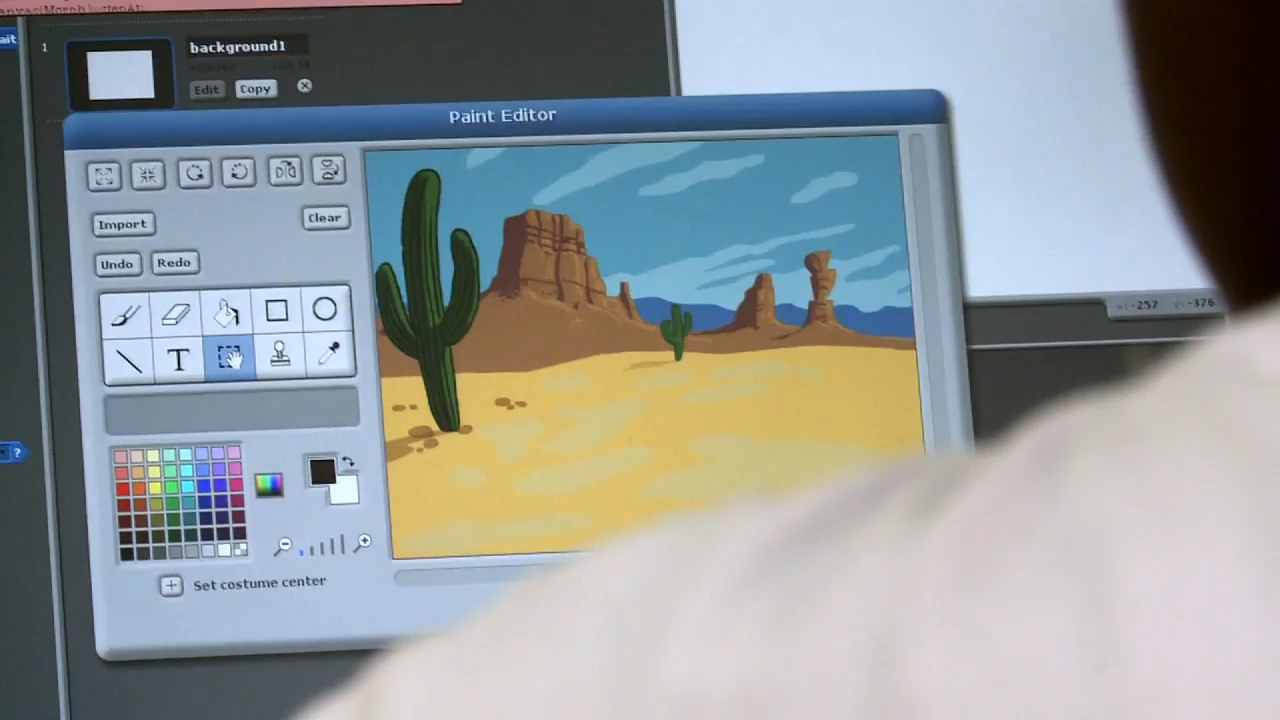 1
background1
Edit
Copy
Paint Editor
Import
Clear
Undo
Redo
T
?
Set costume center